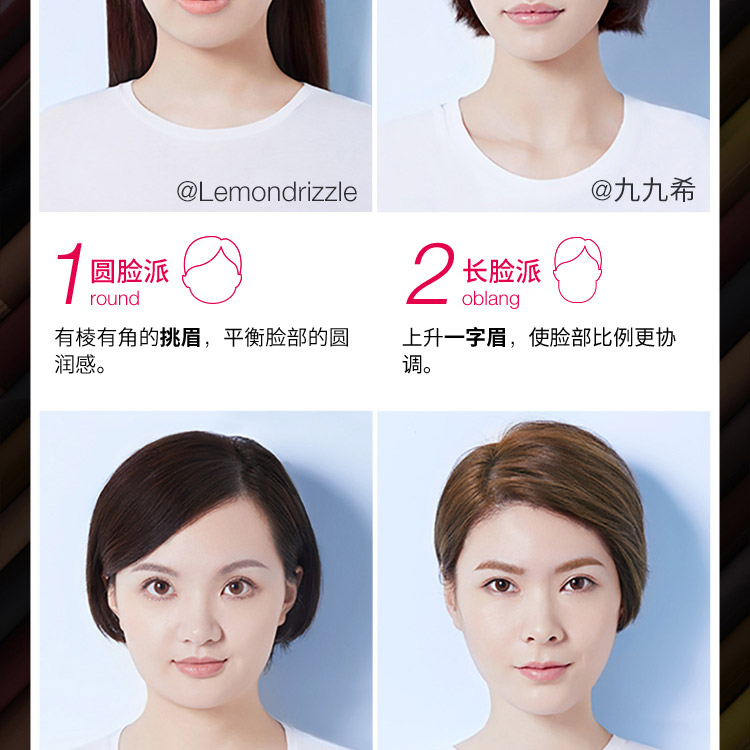 @Lemondrizzle
@九九希
1 圆脸派
round
有棱有角的挑眉，平衡脸部的圆
润感。
2 长脸派
oblang
上升一字眉，使脸部比例更协
调。